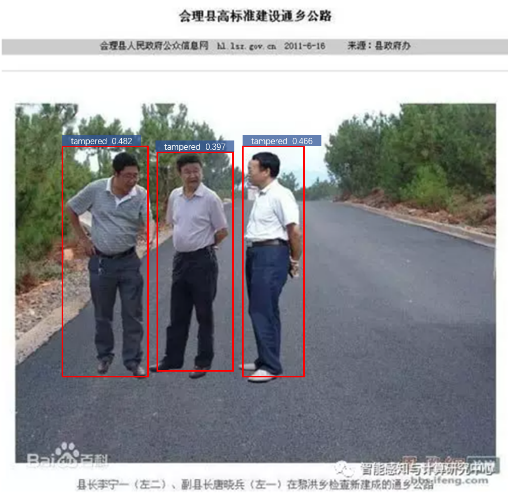 会理县高标准建设通乡公路
会理县人民政府公众信息网 hl.lsz.gov.cn 2011-6-16 来源：县政府办
tampered 0.482
tampered 0.397
tampered 0.466
Bai百科
智能感知与计算研究中心
bbs.ifeng.com
县长李宁一（左二）、副县长唐晓兵（左一）在黎洪乡检查新建成的通乡公路